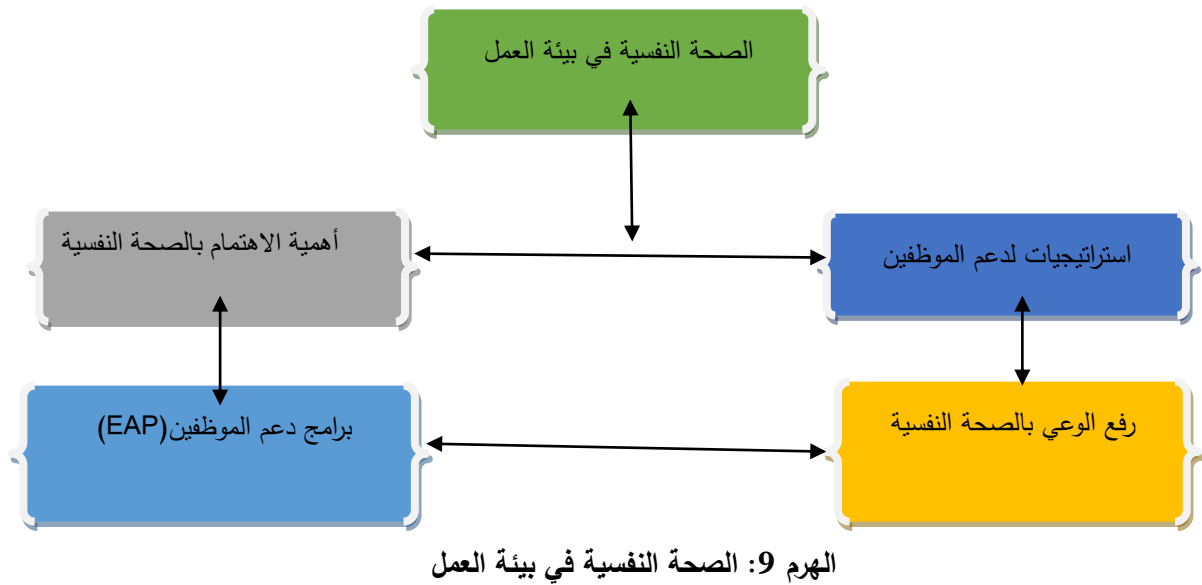 الصحة النفسية في بيئة العمل
استراتيجيات لدعم الموظفين
أهمية الاهتمام بالصحة النفسية
رفع الوعي بالصحة النفسية
برامج دعم الموظفين(EAP)
الهرم 9: الصحة النفسية في بيئة العمل